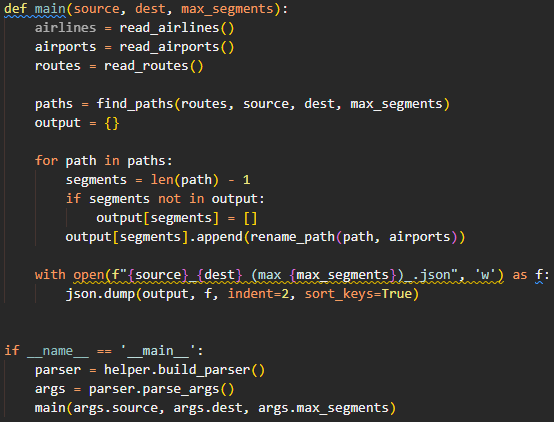 def main(source, dest, max_segments):
    airlines = read_airlines()
    airports = read_airports()
    routes = read_routes()

    paths = find_paths(routes, source, dest, max_segments)
    output = {}

    for path in paths:
        segments = len(path) - 1
        if segments not in output:
            output[segments] = []
        output[segments].append(rename_path(path, airports))

    with open(f"{source}_{dest}_(max_{max_segments})_.json", 'w') as f:
        json.dump(output, f, indent=2, sort_keys=True)


if __name__ == '__main__':
    parser = helper.build_parser()
    args = parser.parse_args()
    main(args.source, args.dest, args.max_segments)